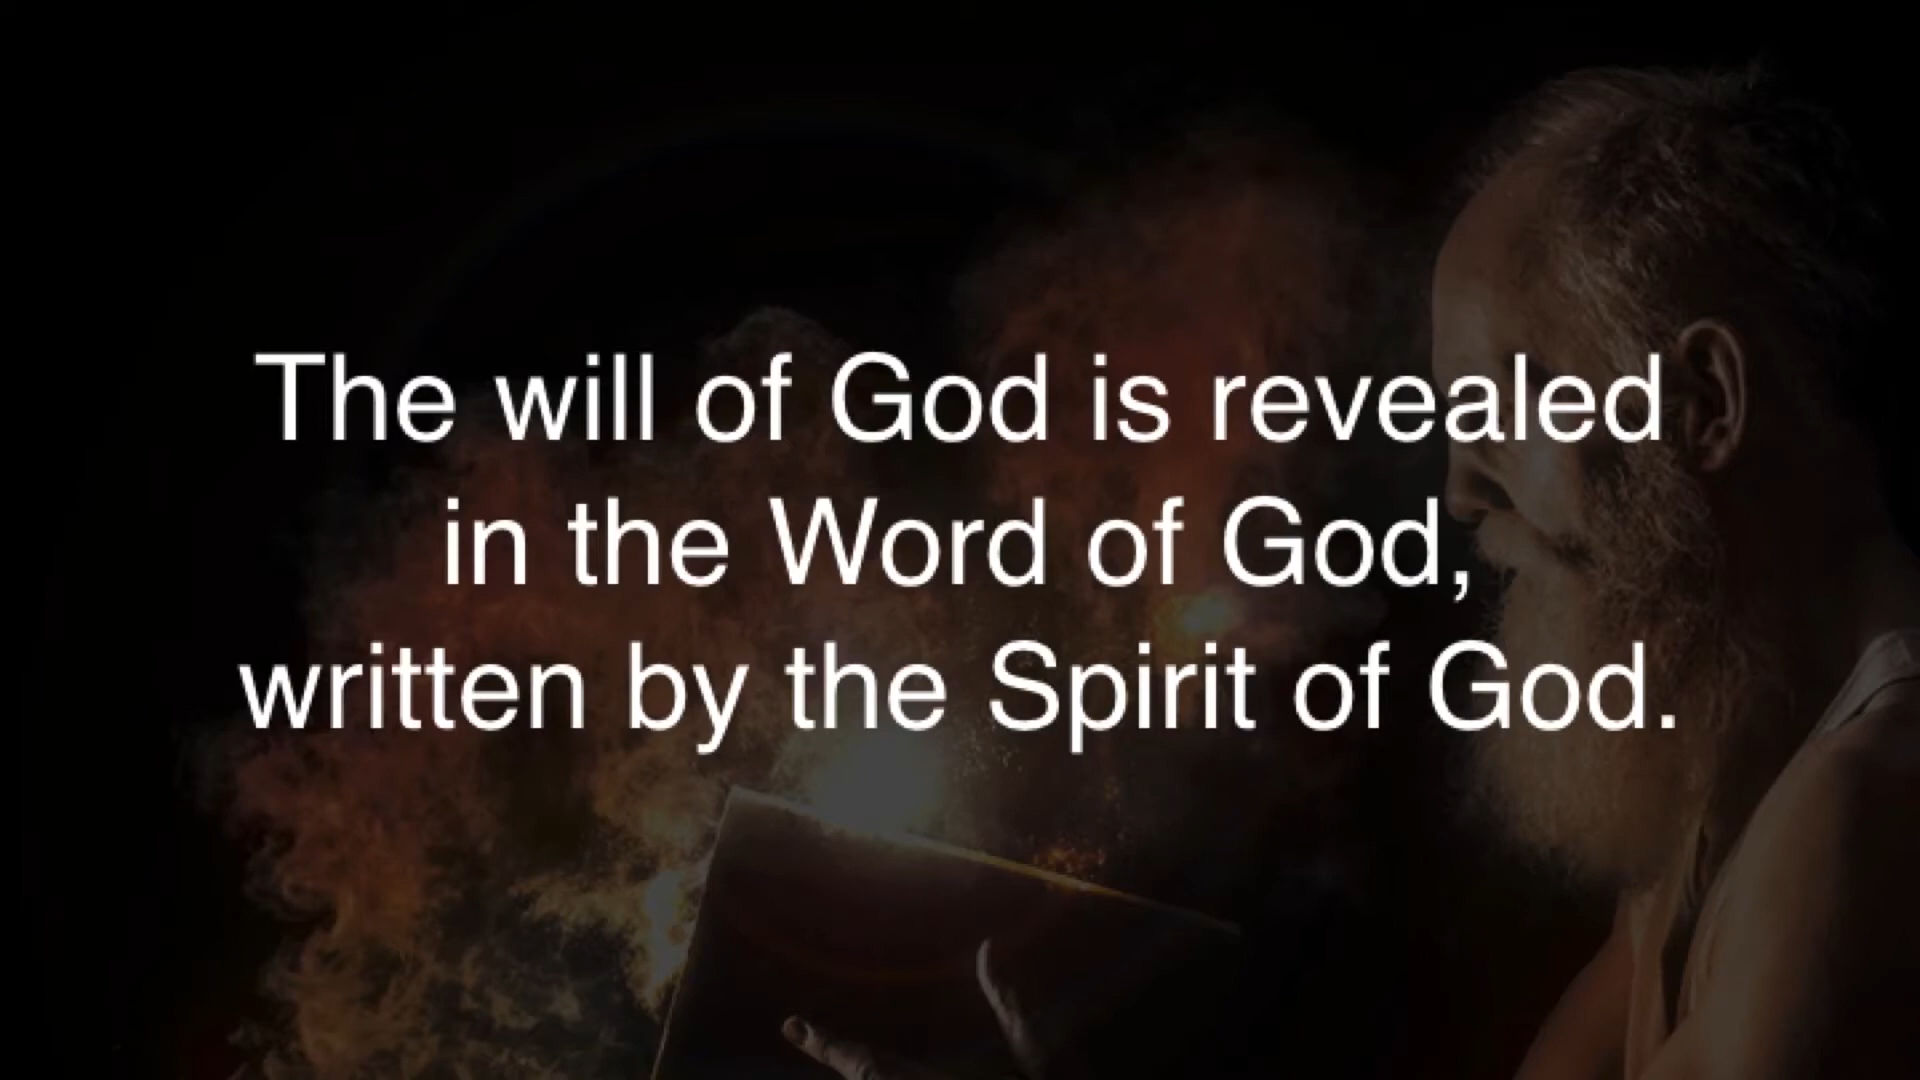 The will of God is revealed
in the Word of God,
written by the Spirit of God.